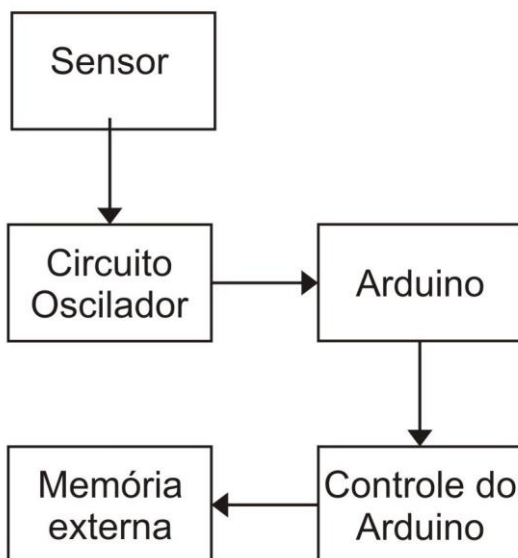 Sensor
Circuito
Oscilador
Arduino
Memória
externa
Controle do
Arduino